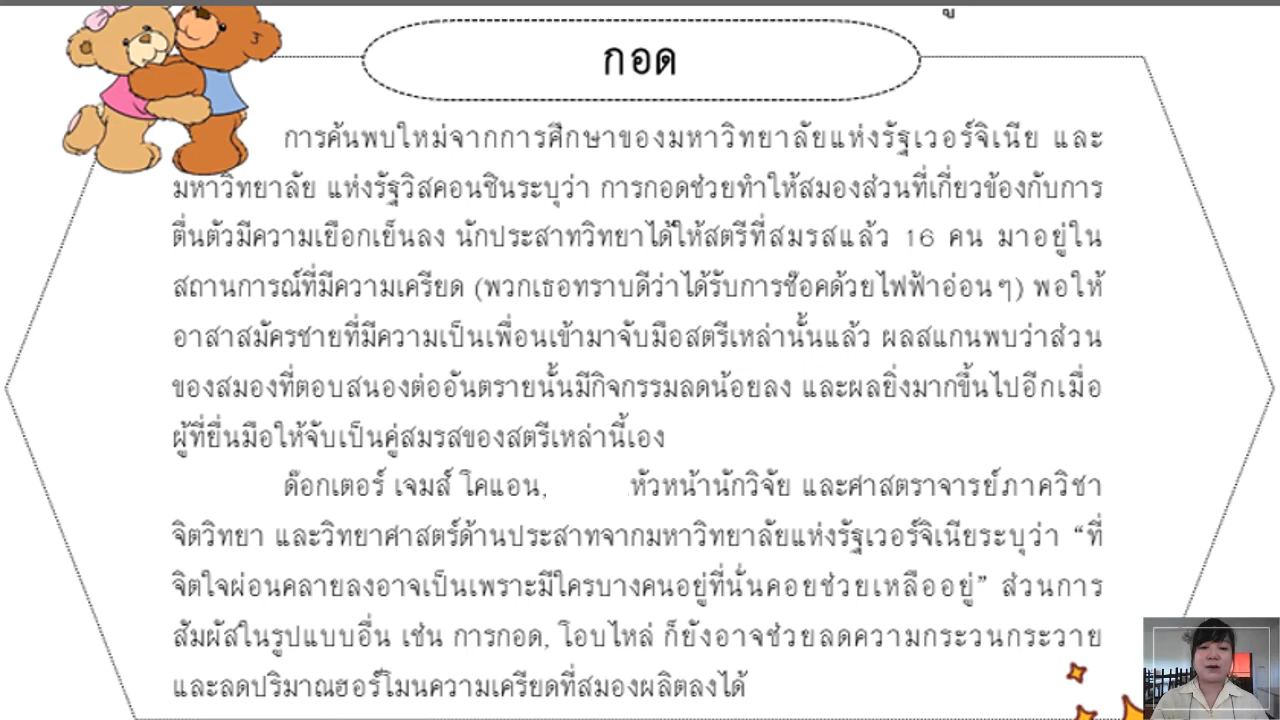 กอด
การค้นพบใหม่จากการศึกษาของมหาวิทยาลัยแห่งรัฐเวอร์จิเนีย และ
มหาวิทยาลัย แห่งรัฐวิสคอนซินระบุว่า การกอดช่วยทำให้สมองส่วนที่เกี่ยวข้องกับการ
ตื่นตัวมีความเยือกเย็นลง นักประสาทวิทยาได้ให้สตรีที่สมรสแล้ว 16 คน มาอยู่ใน
สถานการณ์ที่มีความเครียด (พวกเธอทราบดีว่าได้รับการช๊อคด้วยไฟฟ้าอ่อนๆ) พอให้
อาสาสมัครชายที่มีความเป็นเพื่อนเข้ามาจับมือสตรีเหล่านั้นแล้ว ผลสแกนพบว่าส่วน
ของสมองที่ตอบสนองต่ออันตรายนั้นมีกิจกรรมลดน้อยลง และผลยิ่งมากขึ้นไปอีกเมื่อ
ผู้ที่ยื่นมือให้จับเป็นคู่สมรสของสตรีเหล่านี้เอง
ด๊อกเตอร์ เจมส์ โคแอน, หัวหน้านักวิจัย และศาสตราจารย์ภาควิชา
จิตวิทยา และวิทยาศาสตร์ด้านประสาทจากมหาวิทยาลัยแห่งรัฐเวอร์จิเนียระบุว่า “ที่
จิตใจผ่อนคลายลงอาจเป็นเพราะมีใครบางคนอยู่ที่นั่นคอยช่วยเหลืออยู่” ส่วนการ
สัมผัสในรูปแบบอื่น เช่น การกอด, โอบไหล่ ก็ยังอาจช่วยลดความกระวนกระวาย
และลดปริมาณฮอร์โมนความเครียดที่สมองผลิตลงได้